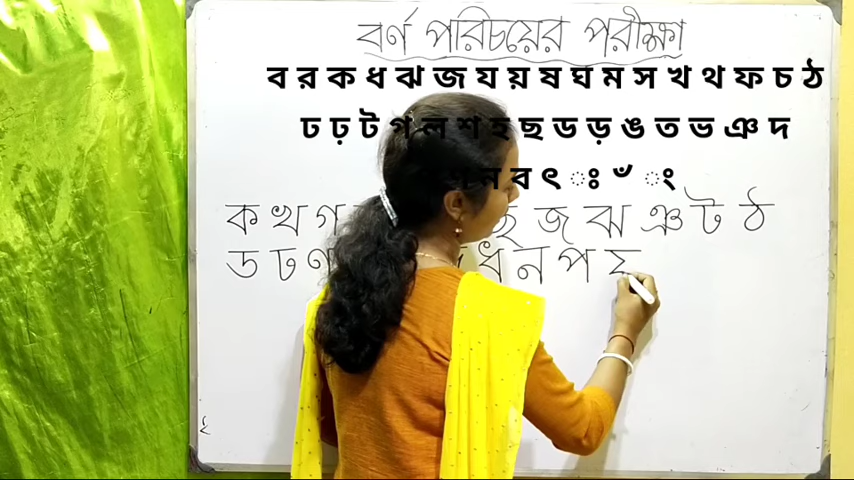 বর্ণ পরিচয়ের পরীক্ষা
ব র ক ধ ঝ জ য য় ষ ঘ ম স খ থ ফ চ ঠ
ঢ ঢ় ট গ ল শ হ ছ ড ড় ঙ ত ভ ঞ দ
ন ব ৎ ঃ ঁ ং
ক খ গ ছ জ ঝ ঞ ট ঠ
ড ঢ ণ ধ ন প